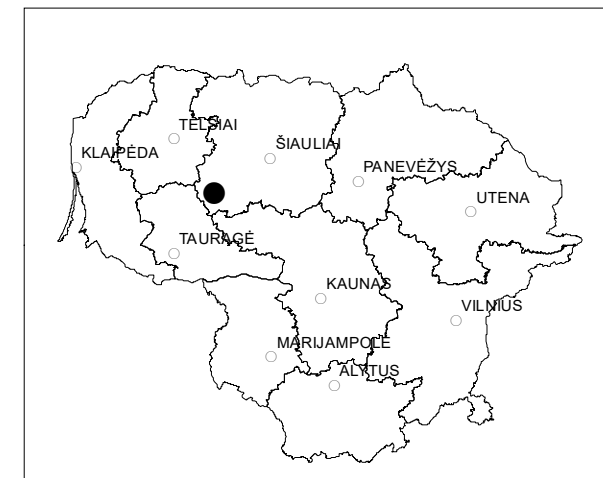 TELŠIAI
ŠIAULIAI
KLAIPĖDA
PANEVĖŽYS
UTENA
TAURAGĖ
KAUNAS
VILNIUS
MARIJAMPOLĖ
ALYTUS